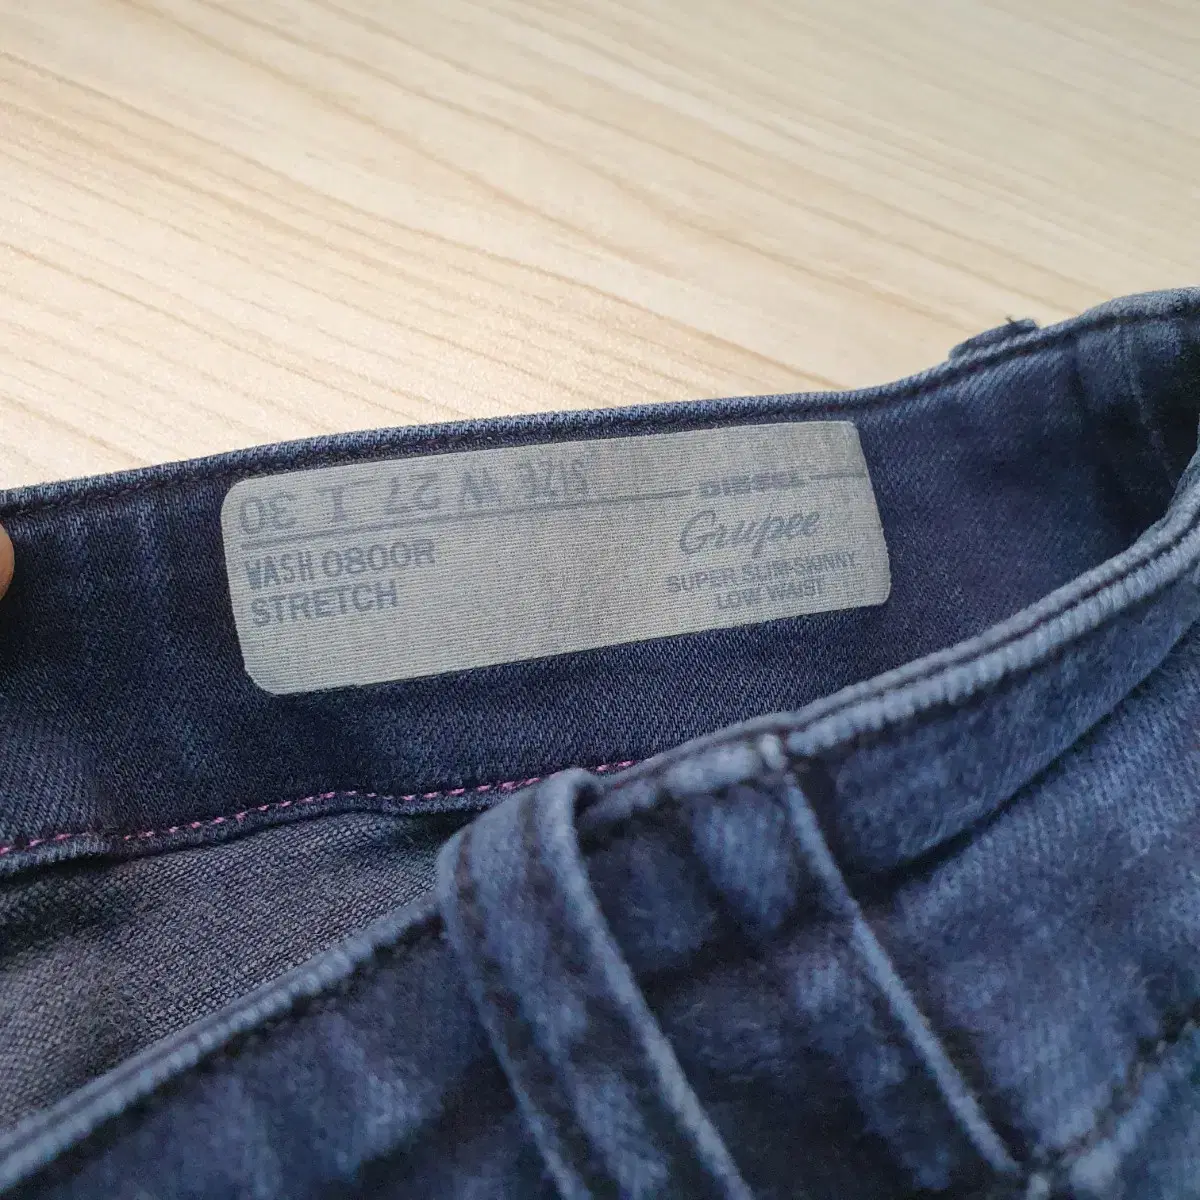 SIZE W 27 L 30
WASH 0800R
STRETCH
DIESEL
Grupee
SUPER SLIM-SKINNY
LOW WAIST